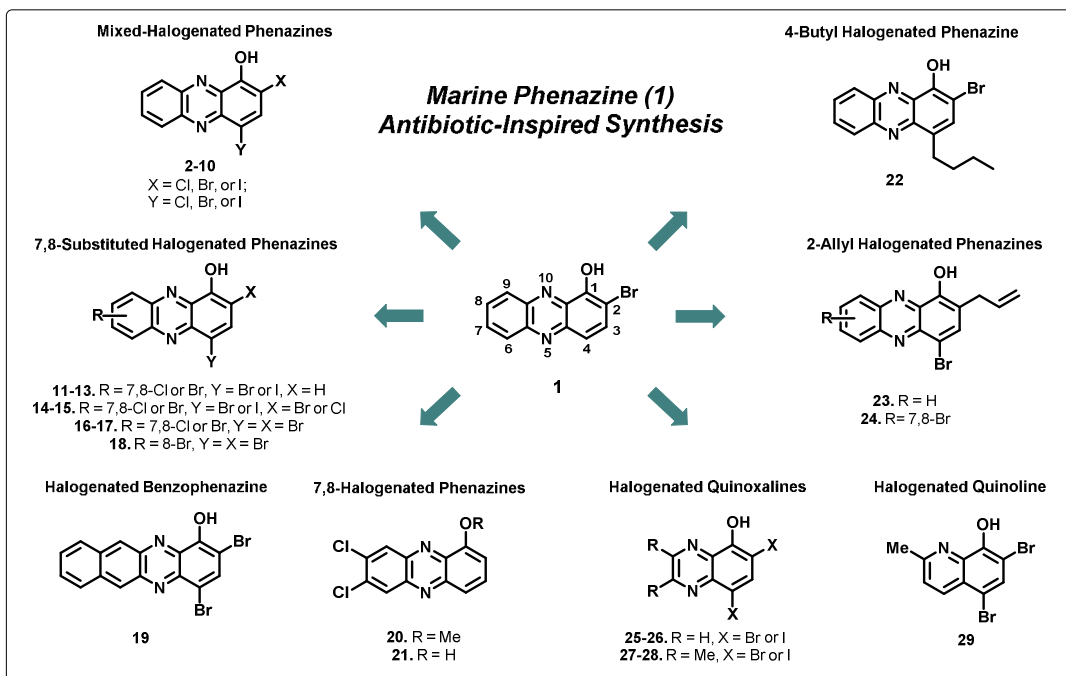 Mixed-Halogenated Phenazines
OH
X
N
N
Y
2-10
X = Cl, Br, or I;
Y = Cl, Br, or I
Marine Phenazine (1)
Antibiotic-Inspired Synthesis
4-Butyl Halogenated Phenazine
OH
Br
N
N
22
7,8-Substituted Halogenated Phenazines
OH
X
N
R
N
Y
11-13. R = 7,8-Cl or Br, Y = Br or I, X = H
14-15. R = 7,8-Cl or Br, Y = Br or I, X = Br or Cl
16-17. R = 7,8-Cl or Br, Y = X = Br
18. R = 8-Br, Y = X = Br
OH
9
10
N
1
Br
8
2
7
3
6
N
5
4
1
2-Allyl Halogenated Phenazines
OH
N
R
N
Br
23. R = H
24. R = 7,8-Br
Halogenated Benzophenazine
OH
N
Br
N
Br
19
7,8-Halogenated Phenazines
OR
Cl
N
Cl
N
20. R = Me
21. R = H
Halogenated Quinoxalines
OH
R
N
X
R
N
X
25-26. R = H, X = Br or I
27-28. R = Me, X = Br or I
Halogenated Quinoline
OH
Me
N
Br
Br
29